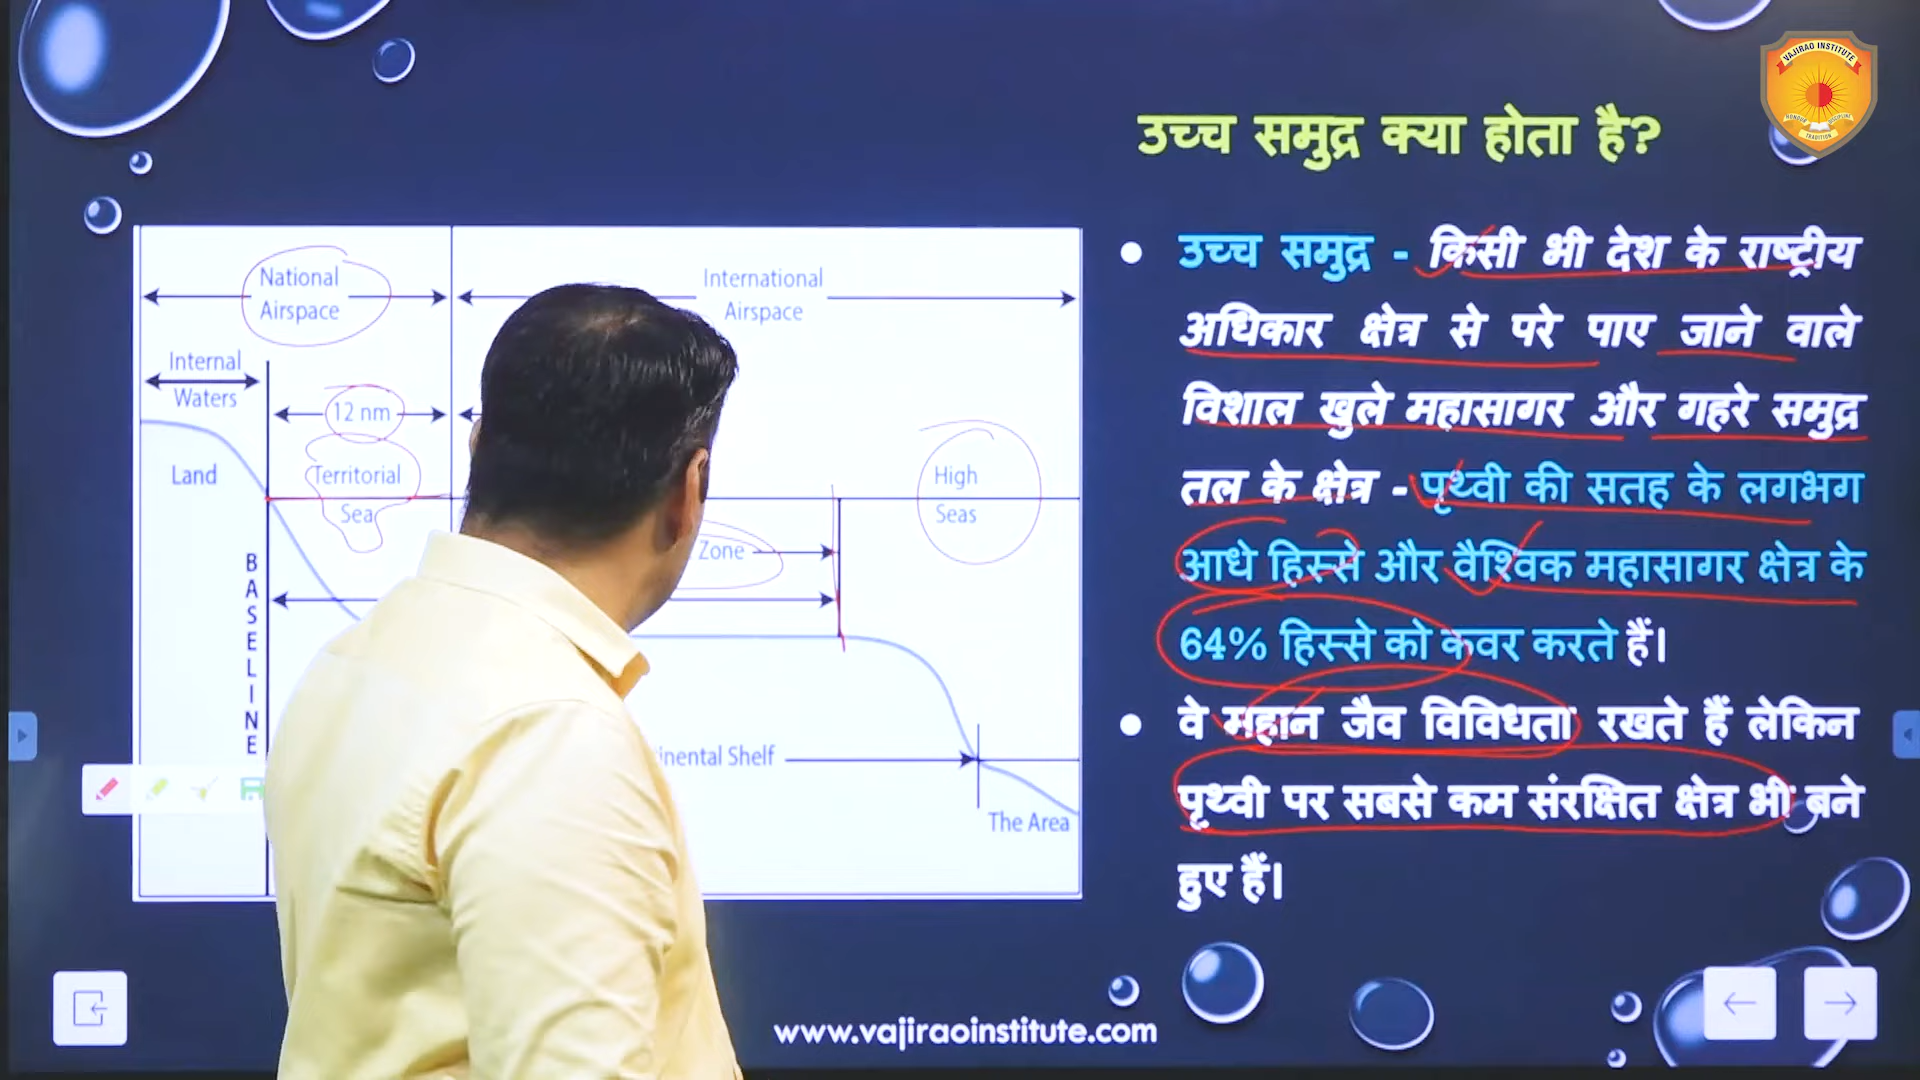 VAJIRAO INSTITUTE
TRADITION
उच्च समुद्र क्या होता है?
National
Airspace
International
Airspace
Internal
Waters
12 nm
Land
Territorial
Sea
High
Seas
Zone
BASELINE
Shelf
The Area
उच्च समुद्र - किसी भी देश के राष्ट्रीय
अधिकार क्षेत्र से परे पाए जाने वाले
विशाल खुले महासागर और गहरे समुद्र
तल के क्षेत्र - पृथ्वी की सतह के लगभग
आधे हिस्से और वैश्विक महासागर क्षेत्र के
64% हिस्से को कवर करते हैं।
वे महान जैव विविधता रखते हैं लेकिन
पृथ्वी पर सबसे कम संरक्षित क्षेत्र भी बने
हुए हैं।
www.vajiraoinstitute.com